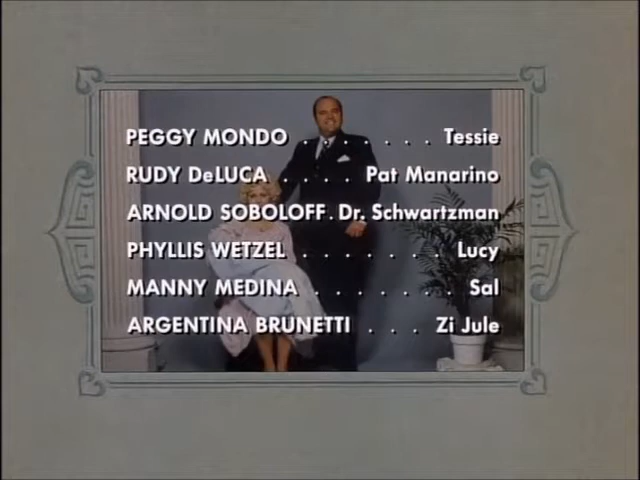 PEGGY MONDO . . . . . . . Tessie
RUDY DeLUCA . . . . Pat Manarino
ARNOLD SOBOLOFF . Dr. Schwartzman
PHYLLIS WETZEL . . . . . . . Lucy
MANNY MEDINA . . . . . . Sal
ARGENTINA BRUNETTI . . . Zi Jule